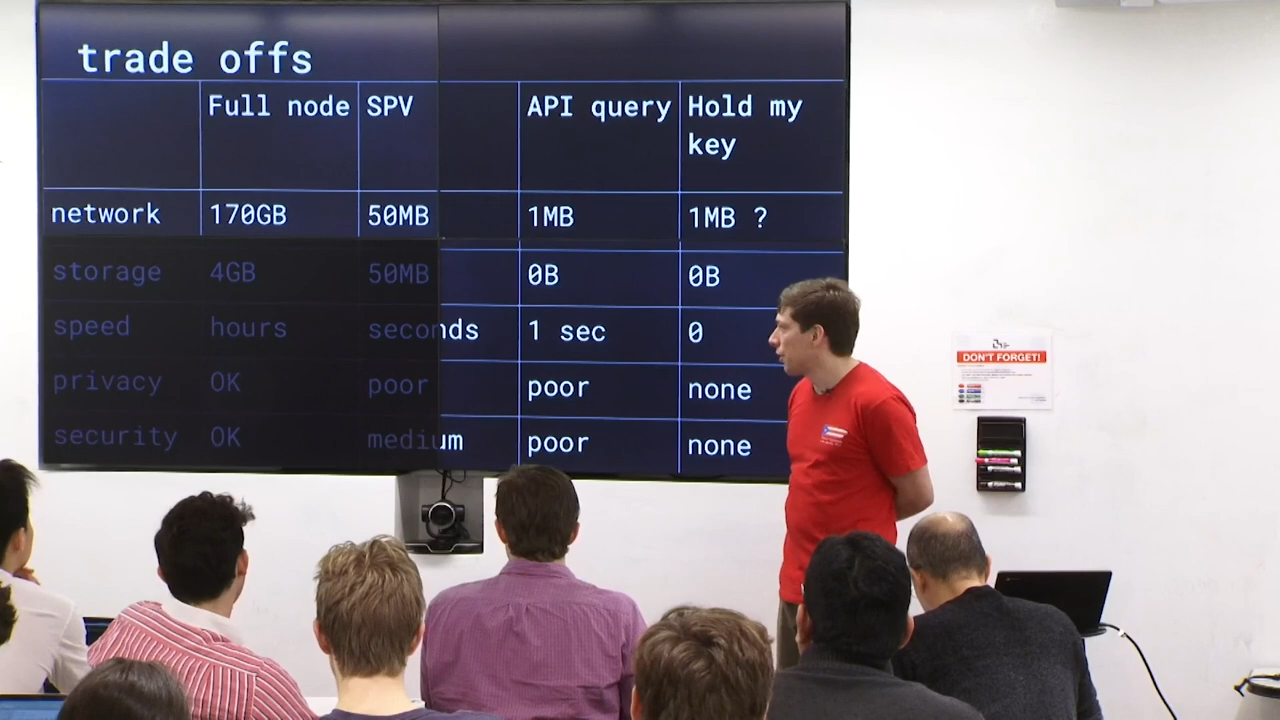 trade offs
Full node SPV API query Hold my key
network 170GB 50MB 1MB 1MB ?
storage 4GB 50MB 0B 0B
speed hours seconds 1 sec 0
privacy OK poor poor none
security OK medium poor none
DON'T FORGET!